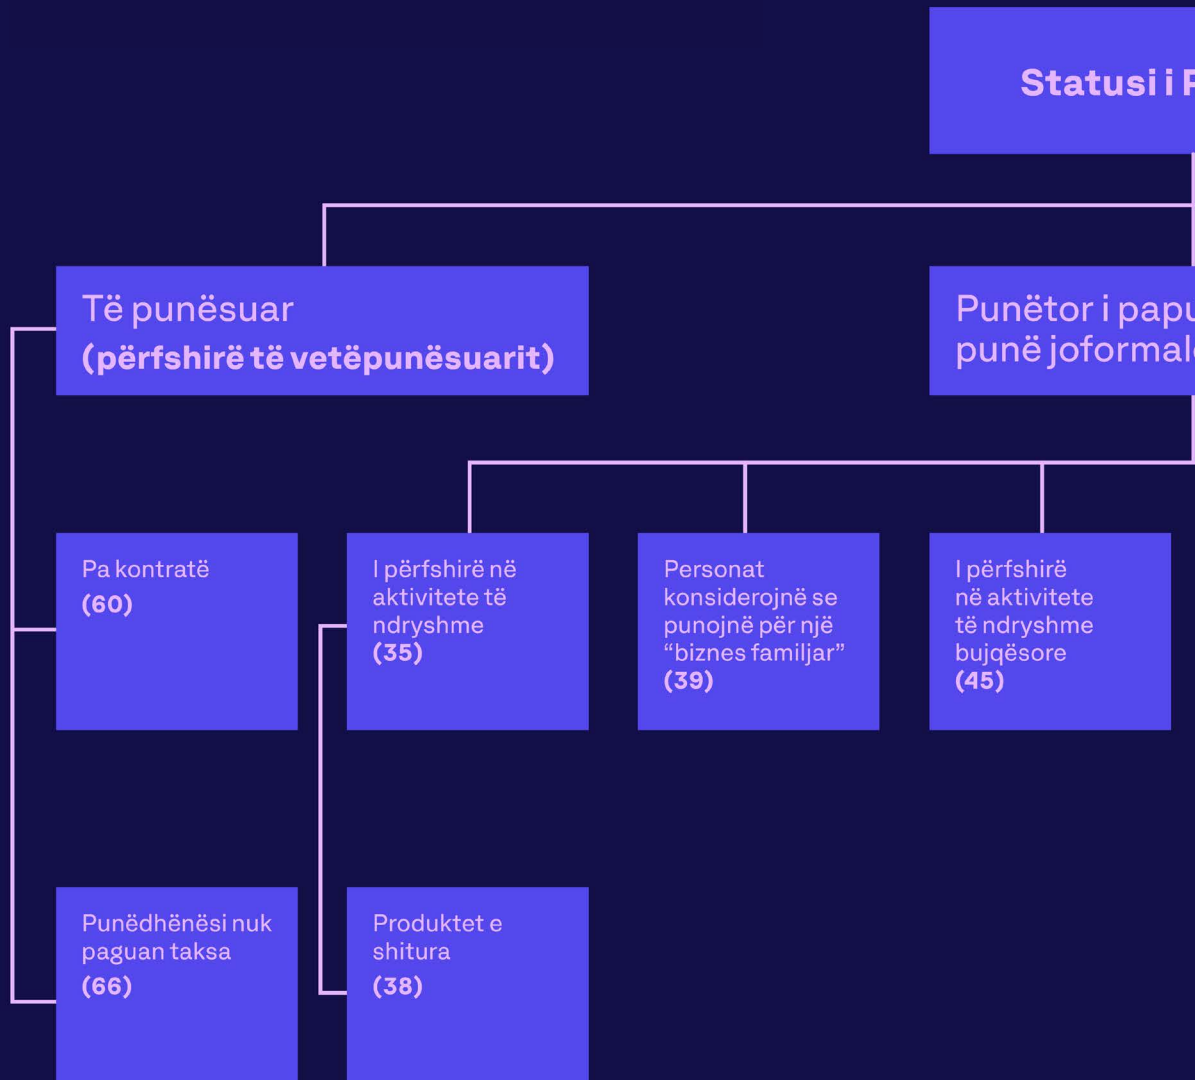 Statusi i
Të punësuar
(përfshirë të vetëpunësuarit)
Punëtor i
punë
Pa kontratë
(60)
I përfshirë në
aktivitete të
ndryshme
(35)
Personat
konsiderojnë se
punojnë për një
“biznes familjar”
(39)
I përfshirë
në aktivitete
të ndryshme
bujqësore
(45)
Punëdhënësi nuk
paguan taksa
(66)
Produktet e
shitura
(38)